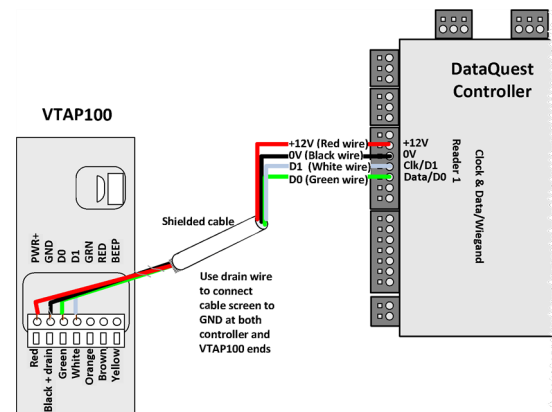 DataQuest
Controller
VTAP100
+12V (Red wire)
0V (Black wire)
D1 (White wire)
D0 (Green wire)
+12V
0V
Clk/D1
Data/D0
Reader 1
Clock & Data/Wiegand
Shielded cable
PWR+
GND
D0
D1
GRN
RED
BEEP
Use drain wire
to connect
cable screen to
GND at both
controller and
VTAP100 ends
Red
Black + drain
Green
White
Orange
Brown
Yellow